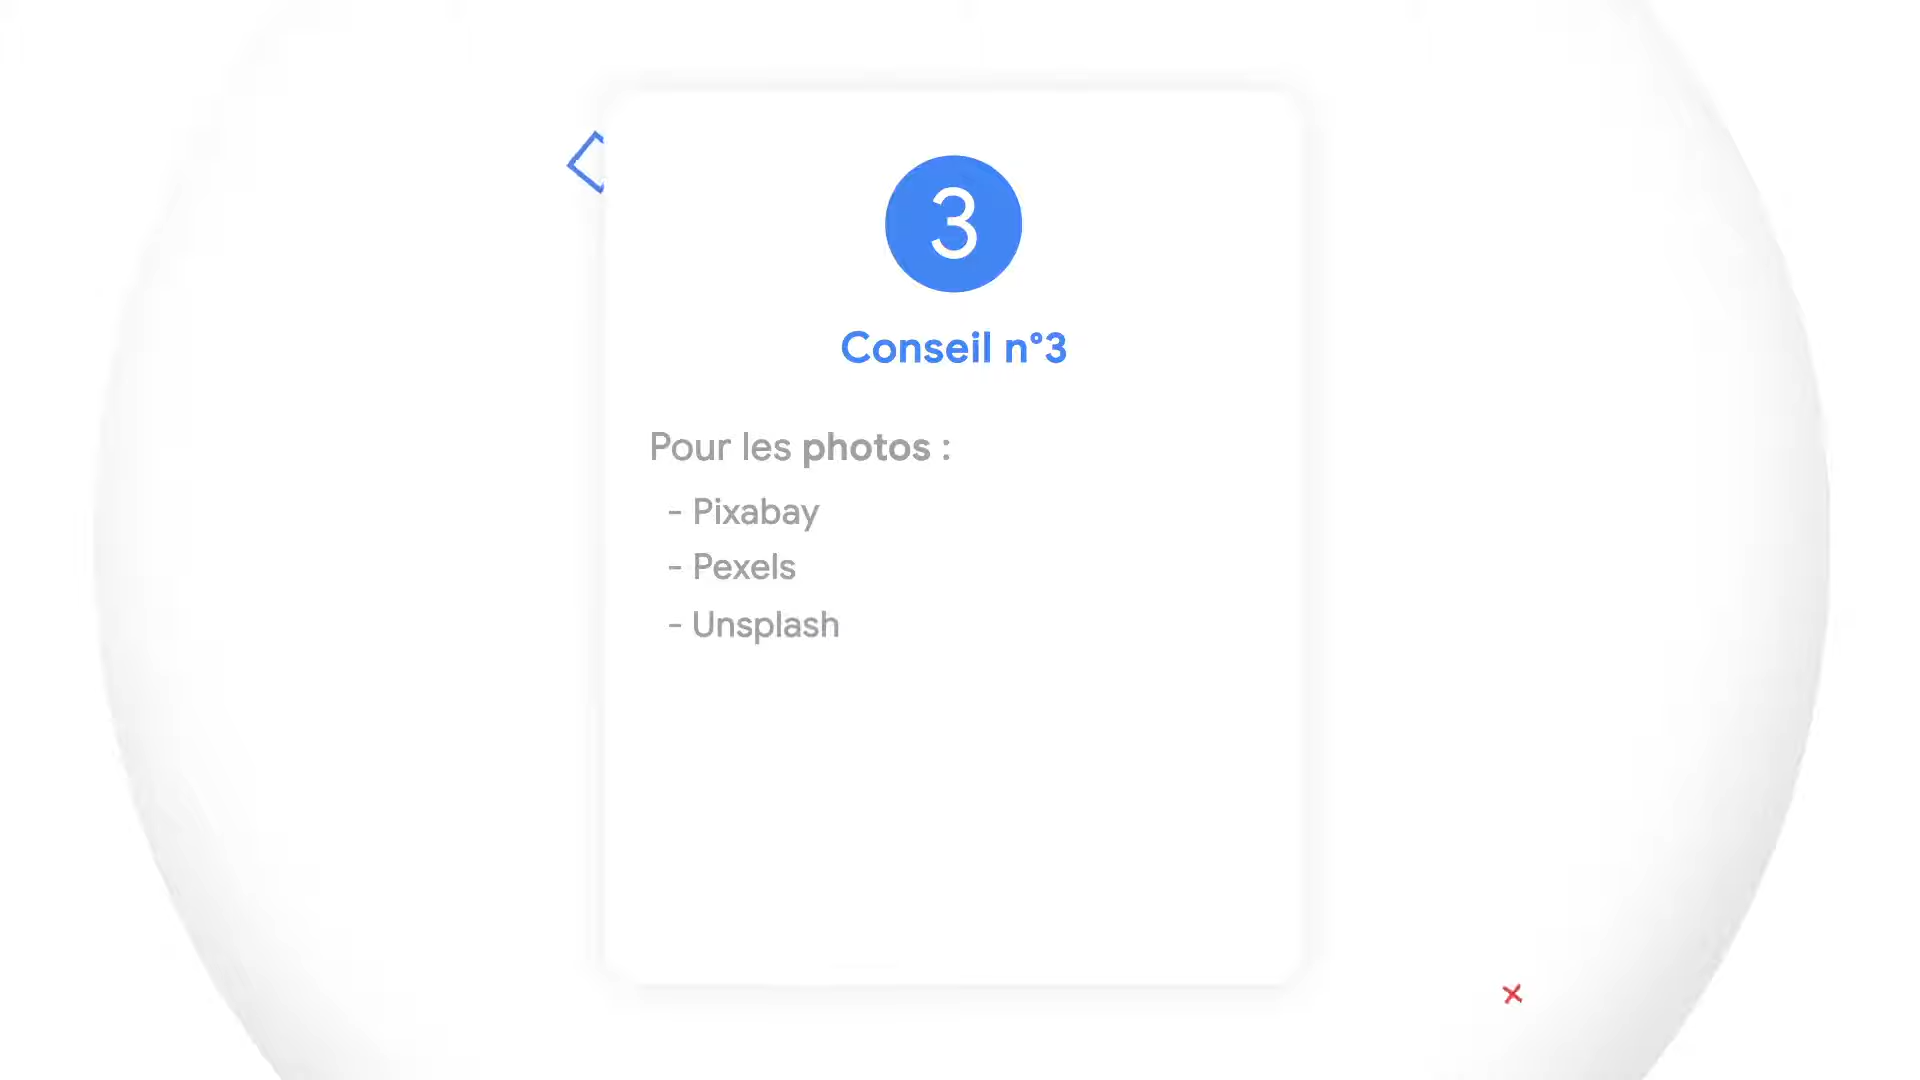 3
Conseil n°3
Pour les photos :
- Pixabay
- Pexels
- Unsplash